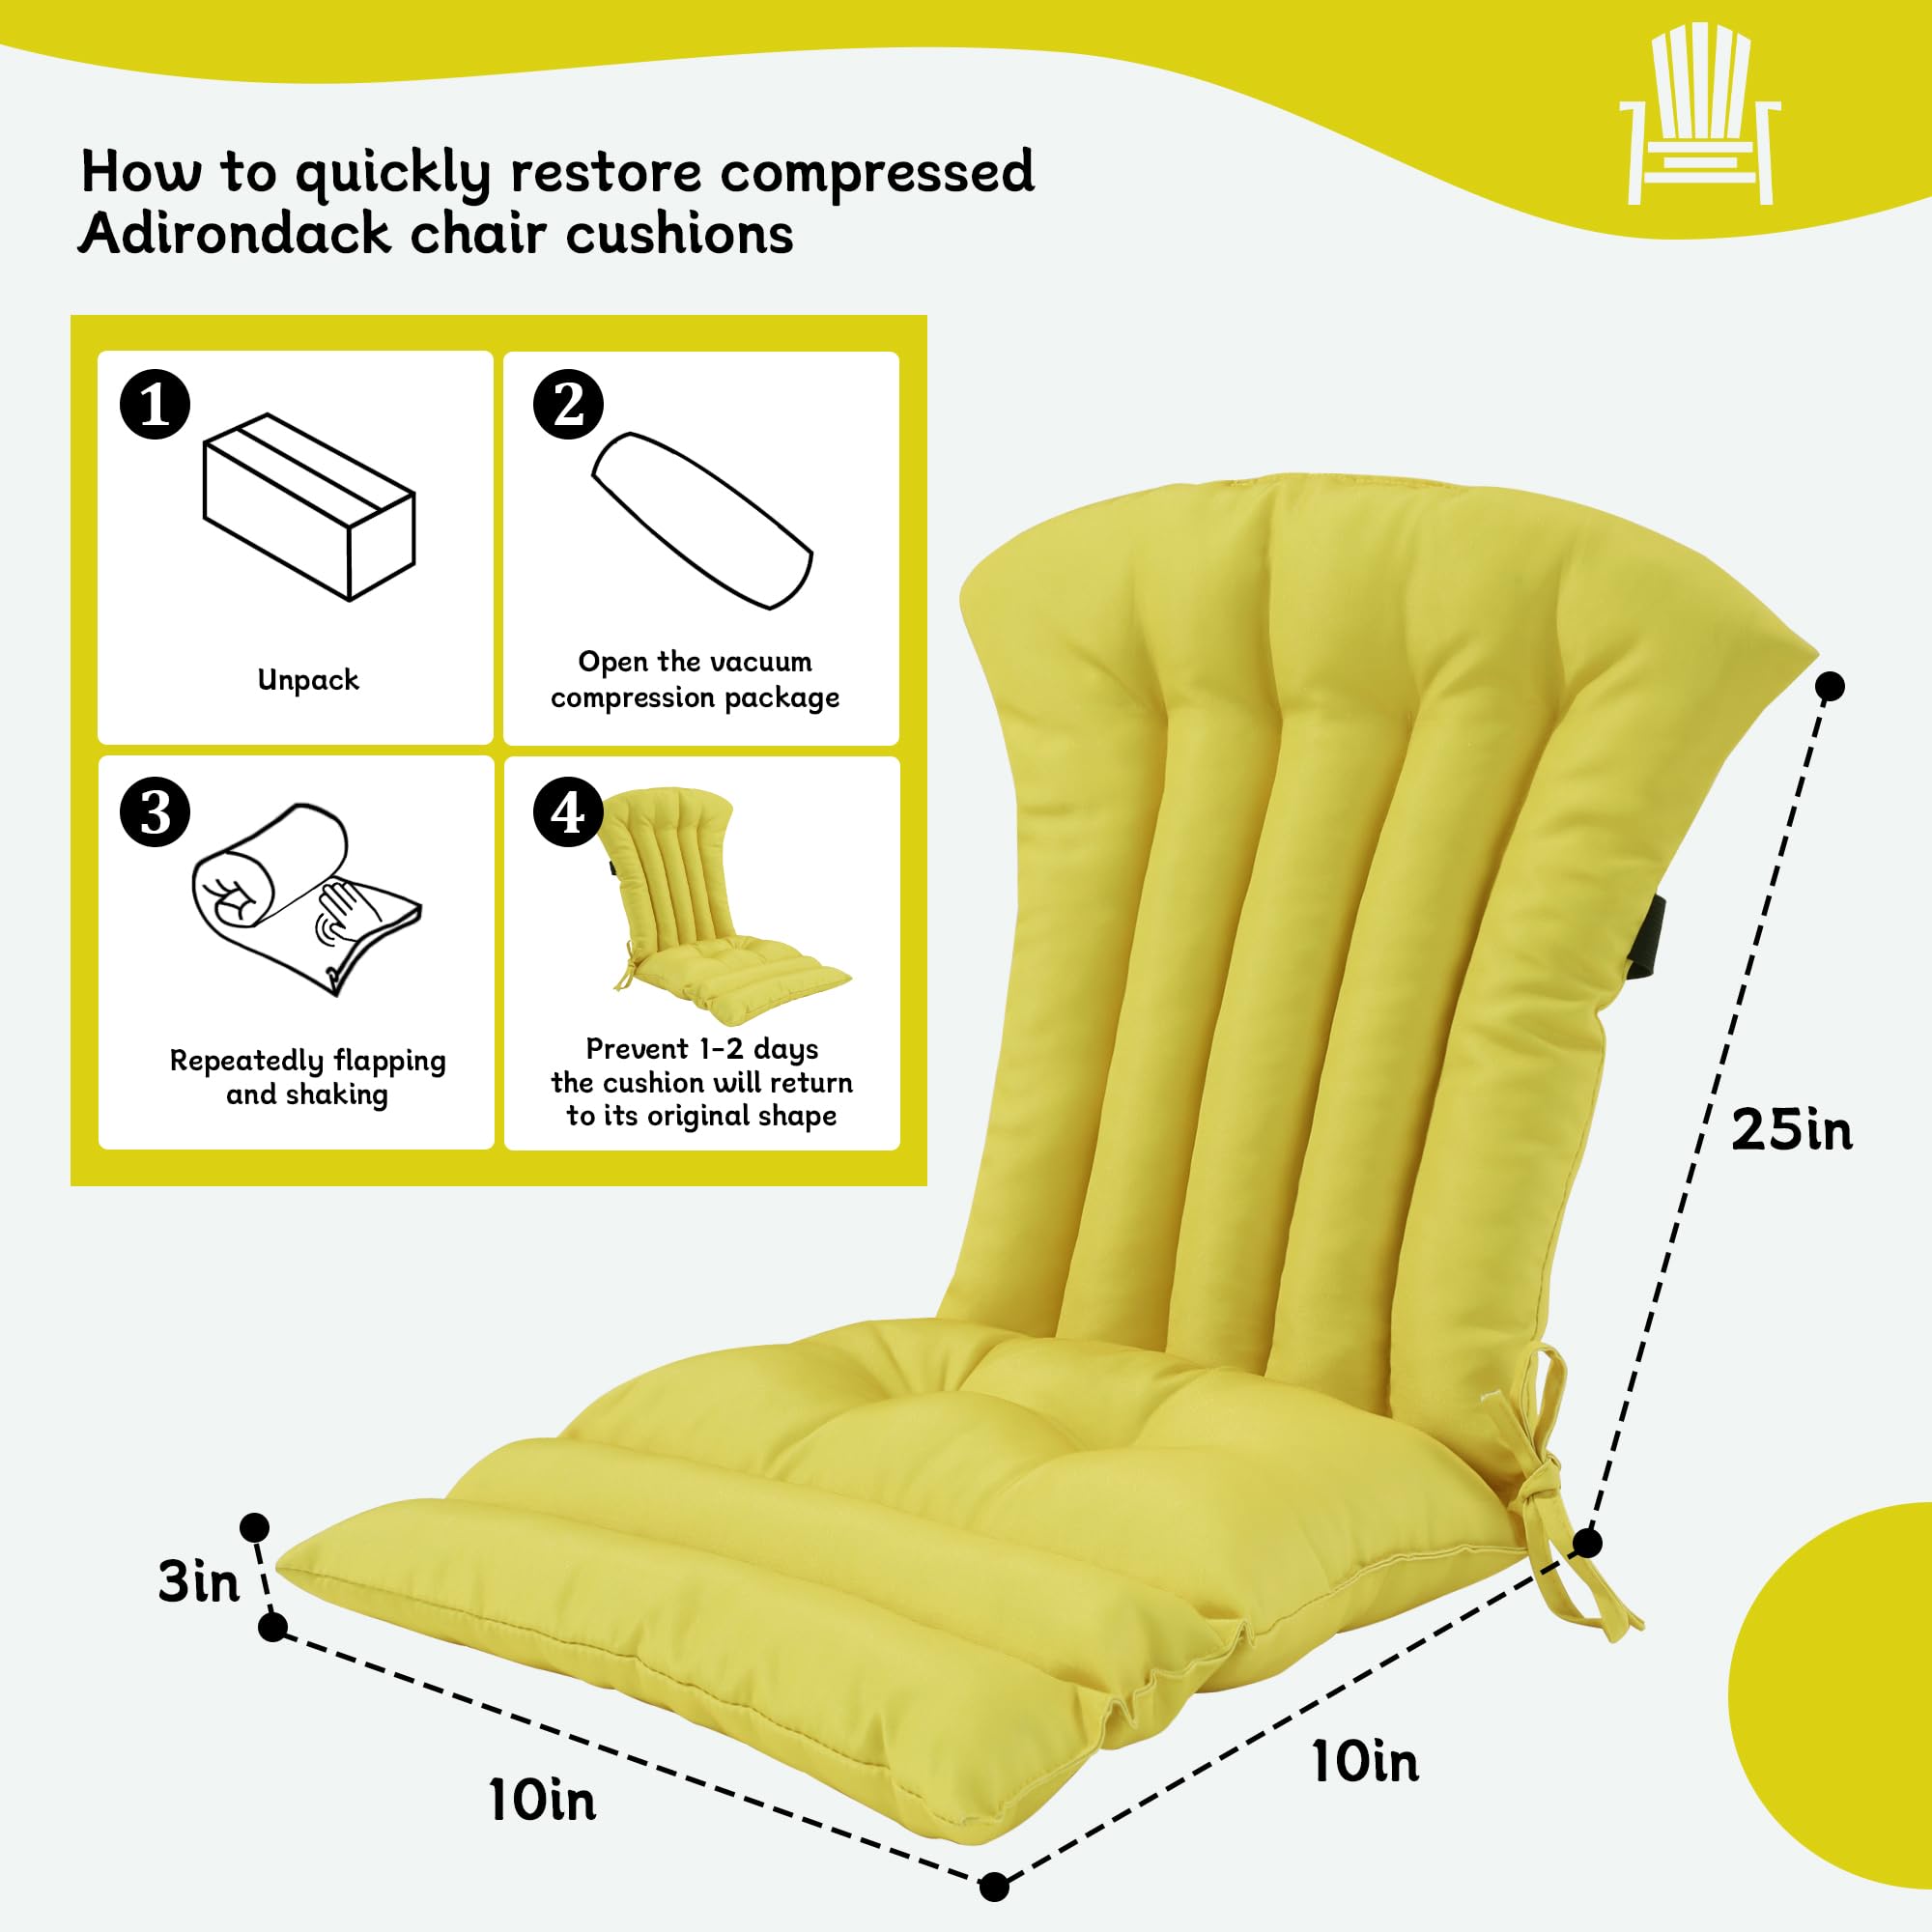 How to quickly restore compressed
Adirondack chair cushions
1
Unpack
2
Open the vacuum
compression package
3
Repeatedly flapping
and shaking
4
Prevent 1-2 days
the cushion will return
to its original shape
25in
3in
10in
10in